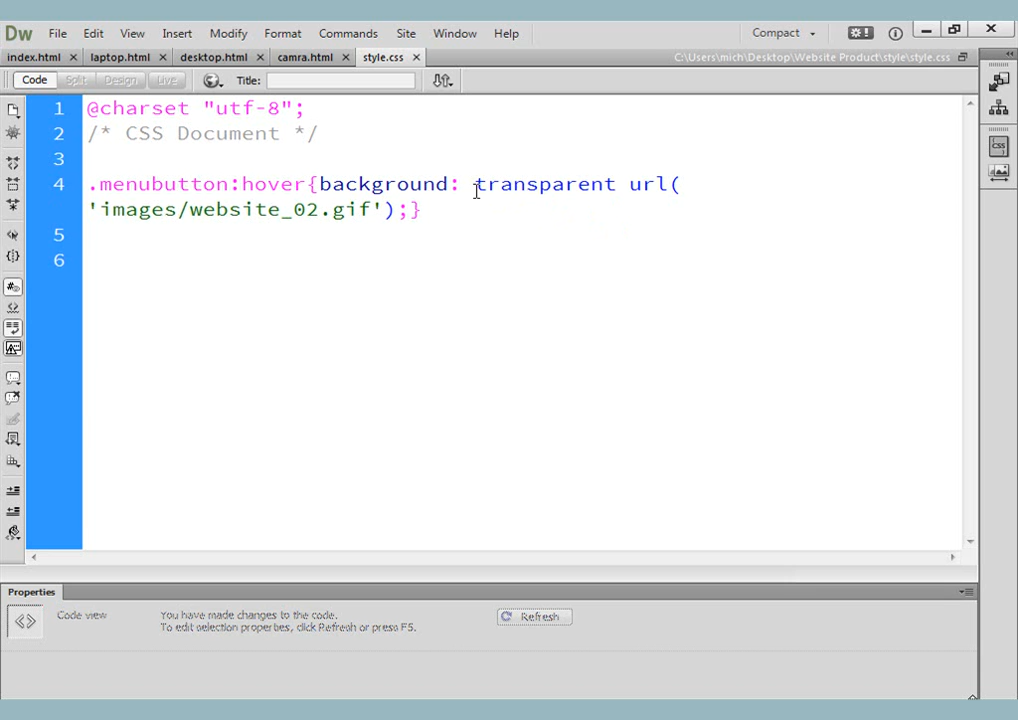 Dw File Edit View Insert Modify Format Commands Site Window Help Compact
index.html laptop.html desktop.html camra.html style.css C:\Users\mich\Desktop\Website Product\style\style.css
Code Split Design Live Title:
1 @charset "utf-8";
2 /* CSS Document */
3
4 .menubutton:hover{background: transparent url(
'images/website_02.gif');}
5
6
Properties
Code view You have made changes to the code. Refresh
To edit selection properties, click Refresh or press F5.